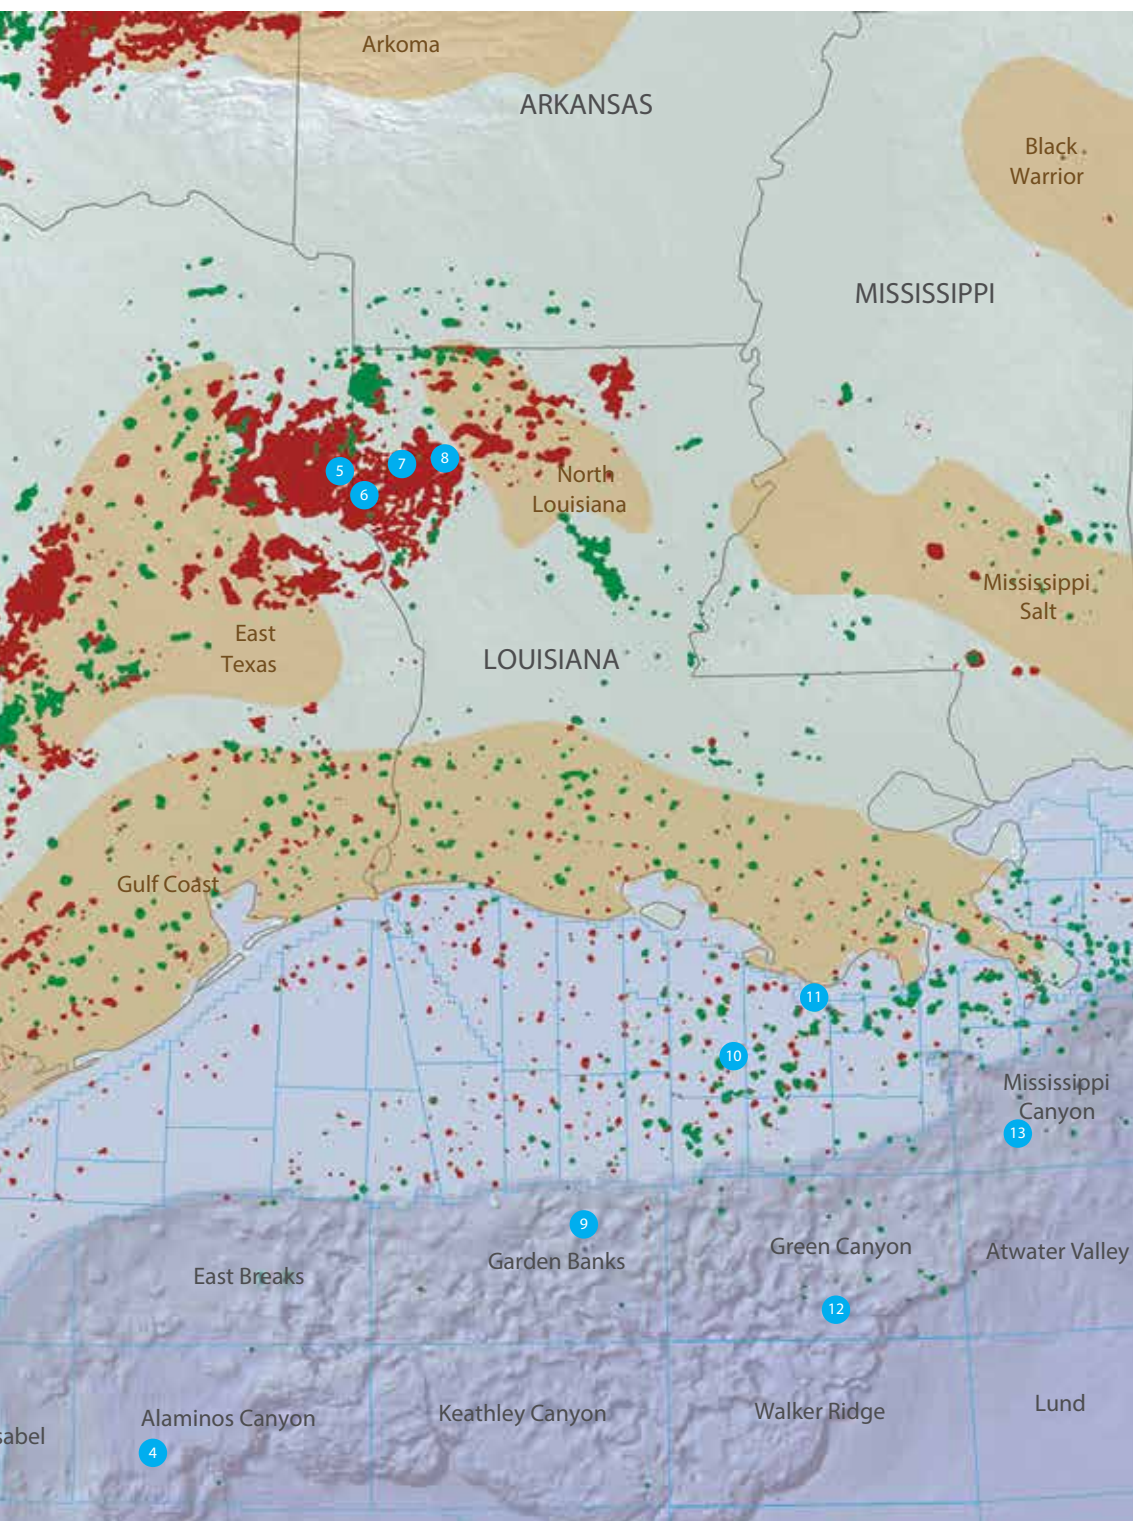 Arkoma
ARKANSAS
Black
Warrior
MISSISSIPPI
5
6
7
8
North
Louisiana
Mississippi
Salt
East
Texas
LOUISIANA
Gulf Coast
11
10
Mississippi
Canyon
13
9
Garden Banks
Green Canyon
Atwater Valley
East Breaks
12
Alaminos Canyon
Keathley Canyon
Walker Ridge
Lund
sabel
4